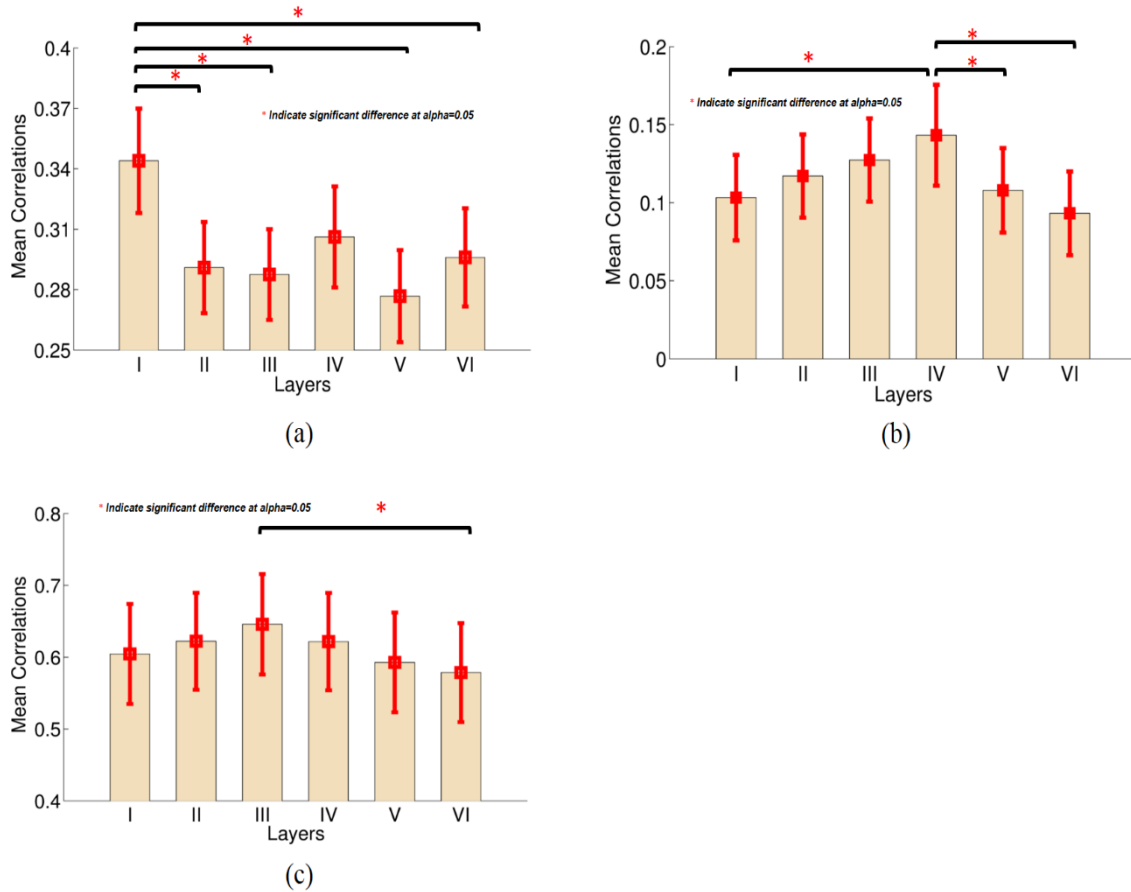 *
*
*
*
0.4
0.37
0.34
0.31
0.28
0.25
Mean Correlations
* Indicate significant difference at alpha=0.05
I II III IV V VI
Layers
(a)
*
*
*
0.2
0.15
0.1
0.05
0
Mean Correlations
* Indicate significant difference at alpha=0.05
I II III IV V VI
Layers
(b)
* Indicate significant difference at alpha=0.05
*
0.8
0.7
0.6
0.5
0.4
Mean Correlations
I II III IV V VI
Layers
(c)